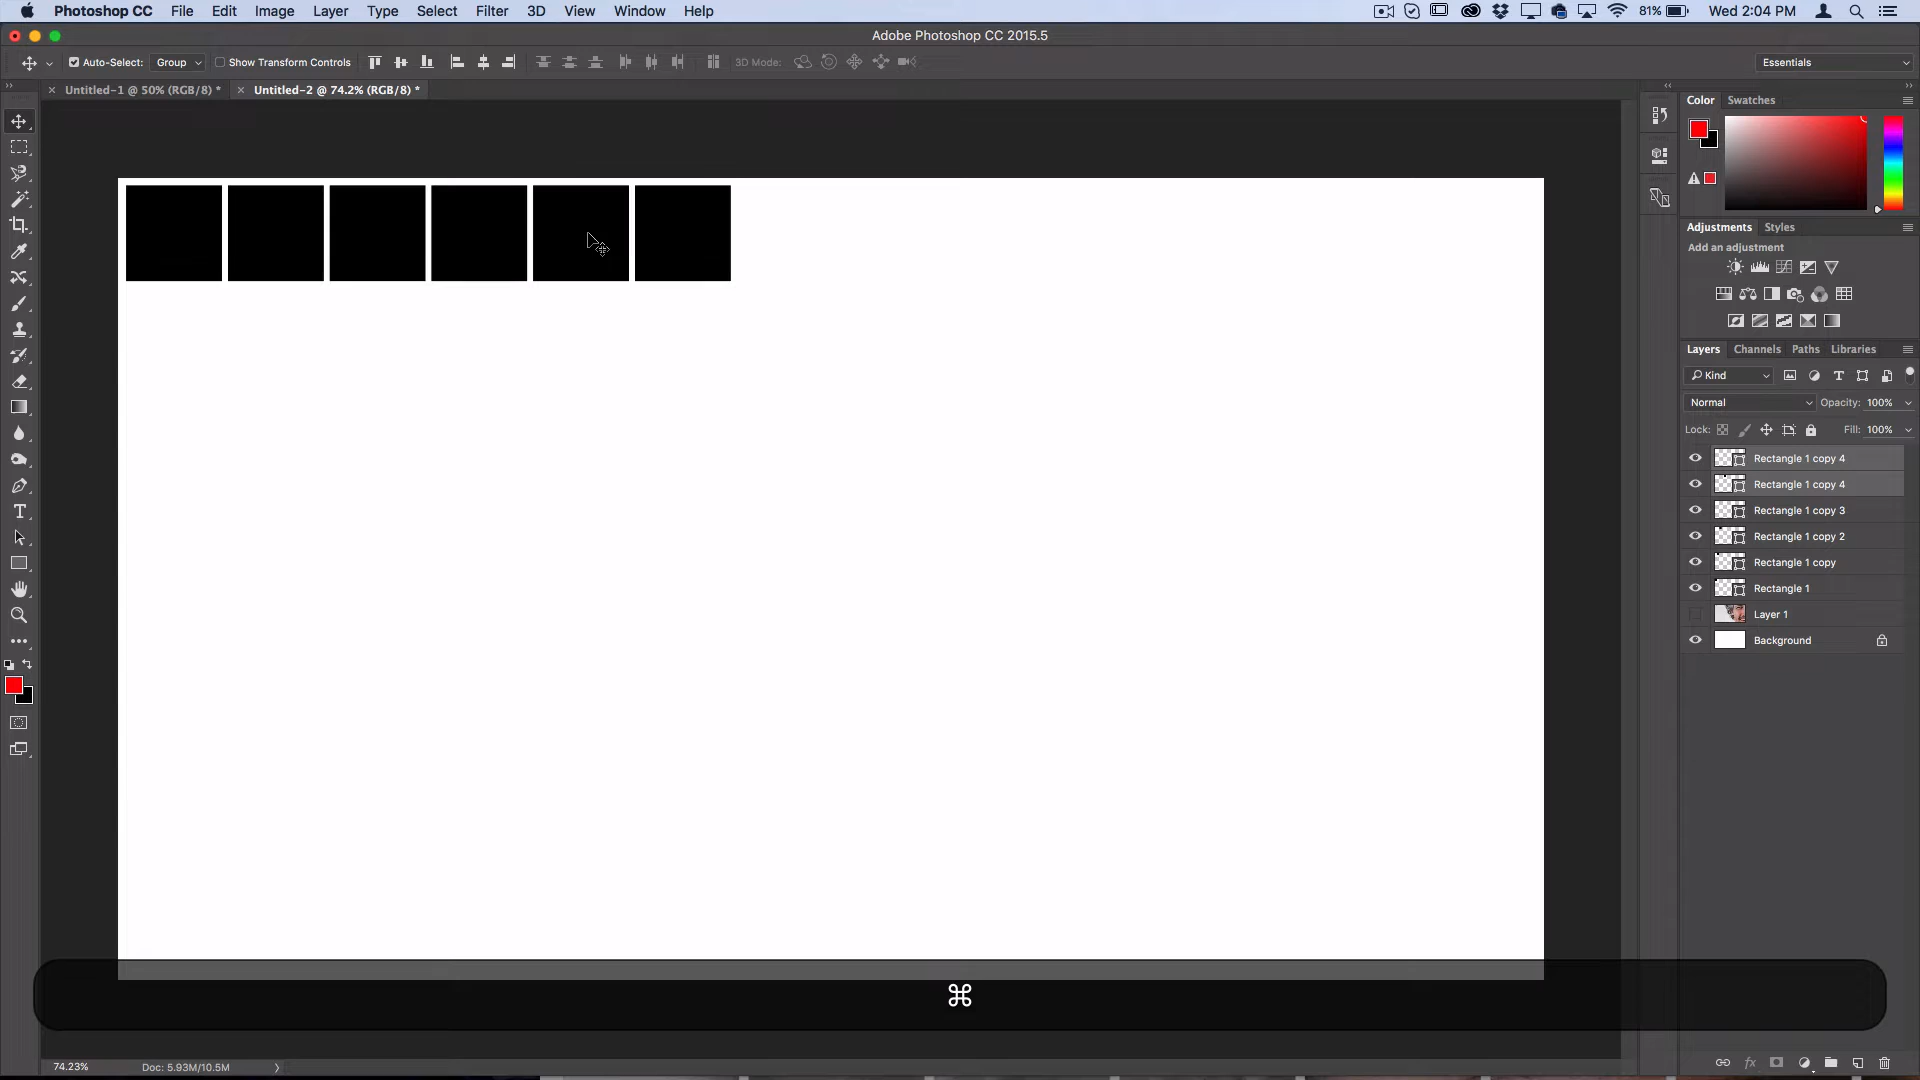 Photoshop CC File Edit Image Layer Type Select Filter 3D View Window Help 81% Wed 2:04 PM
Adobe Photoshop CC 2015.5
Auto-Select: Group Show Transform Controls 3D Mode: Essentials
Untitled-1 @ 50% (RGB/8) * Untitled-2 @ 74.2% (RGB/8) *
Color Swatches
Adjustments Styles
Add an adjustment
Layers Channels Paths Libraries
Kind
Normal Opacity: 100%
Lock: Fill: 100%
Rectangle 1 copy 4
Rectangle 1 copy 4
Rectangle 1 copy 3
Rectangle 1 copy 2
Rectangle 1 copy
Rectangle 1
Layer 1
Background
⌘
74.23% Doc: 5.93M/10.5M